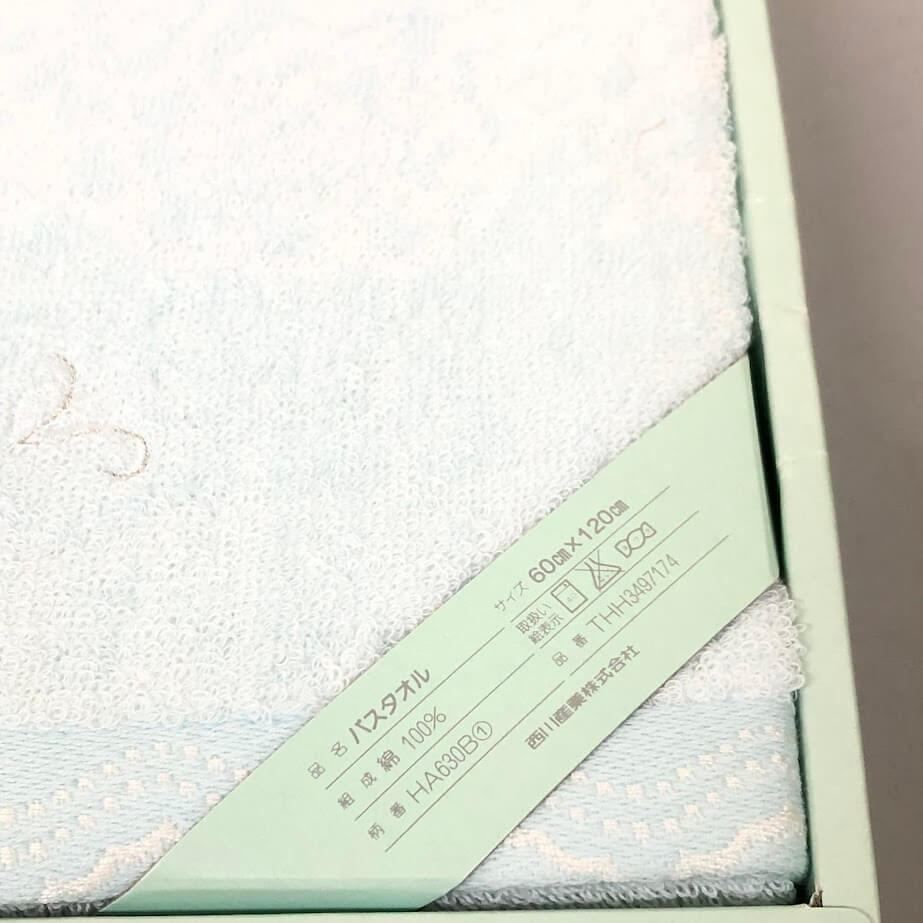 品名 バスタオル
組成 綿 100%
柄番 HA630B①
サイズ 60cm×120cm
取扱い
絵表示
品番 THH3497174
西川産業株式会社